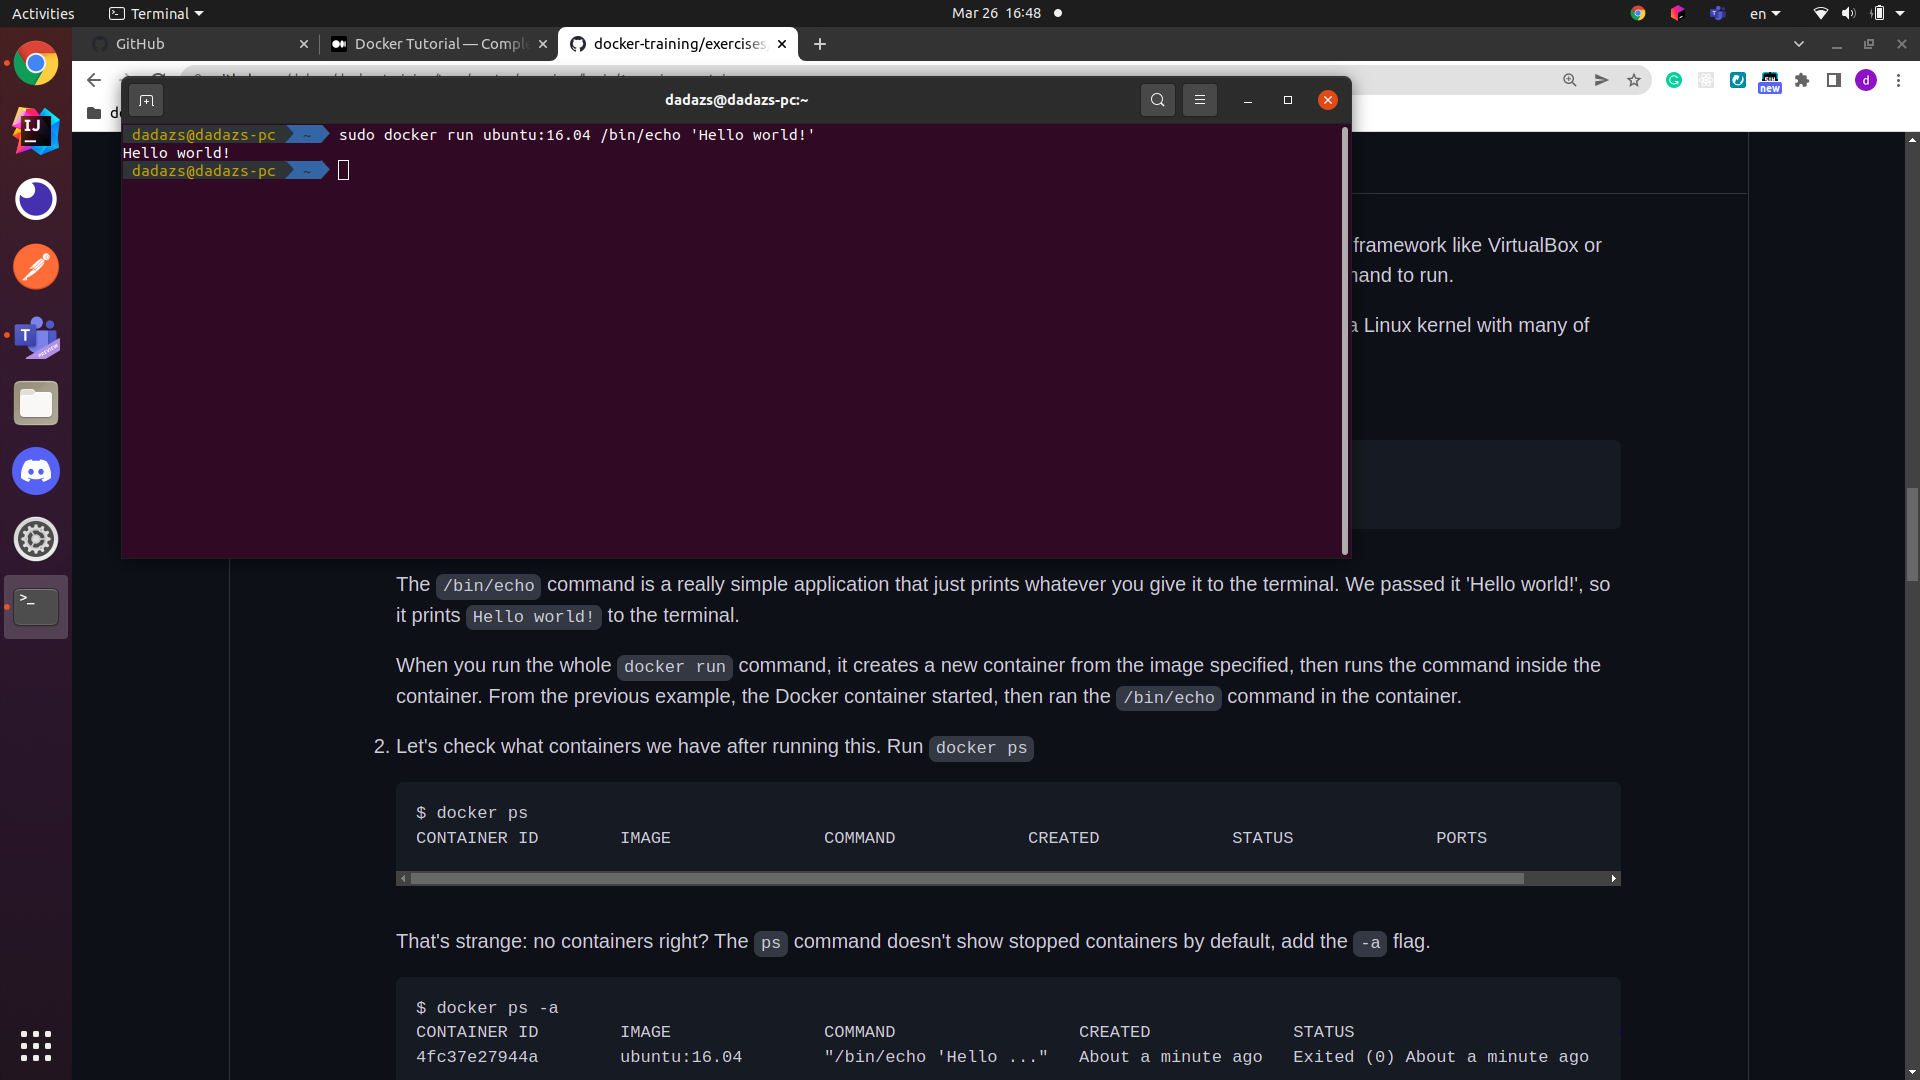 Activities
Terminal
Mar 26 16:48
en
GitHub
Docker Tutorial — Comple
docker-training/exercises
d
new
dadazs@dadazs-pc:~
dadazs@dadazs-pc ~ sudo docker run ubuntu:16.04 /bin/echo 'Hello world!'
Hello world!
dadazs@dadazs-pc ~
framework like VirtualBox or
to run.
a Linux kernel with many of
The /bin/echo command is a really simple application that just prints whatever you give it to the terminal. We passed it 'Hello world!', so
it prints Hello world! to the terminal.
When you run the whole docker run command, it creates a new container from the image specified, then runs the command inside the
container. From the previous example, the Docker container started, then ran the /bin/echo command in the container.
2. Let's check what containers we have after running this. Run docker ps
$ docker ps
CONTAINER ID IMAGE COMMAND CREATED STATUS PORTS
That's strange: no containers right? The ps command doesn't show stopped containers by default, add the -a flag.
$ docker ps -a
CONTAINER ID IMAGE COMMAND CREATED STATUS
4fc37e27944a ubuntu:16.04 "/bin/echo 'Hello ..." About a minute ago Exited (0) About a minute ago